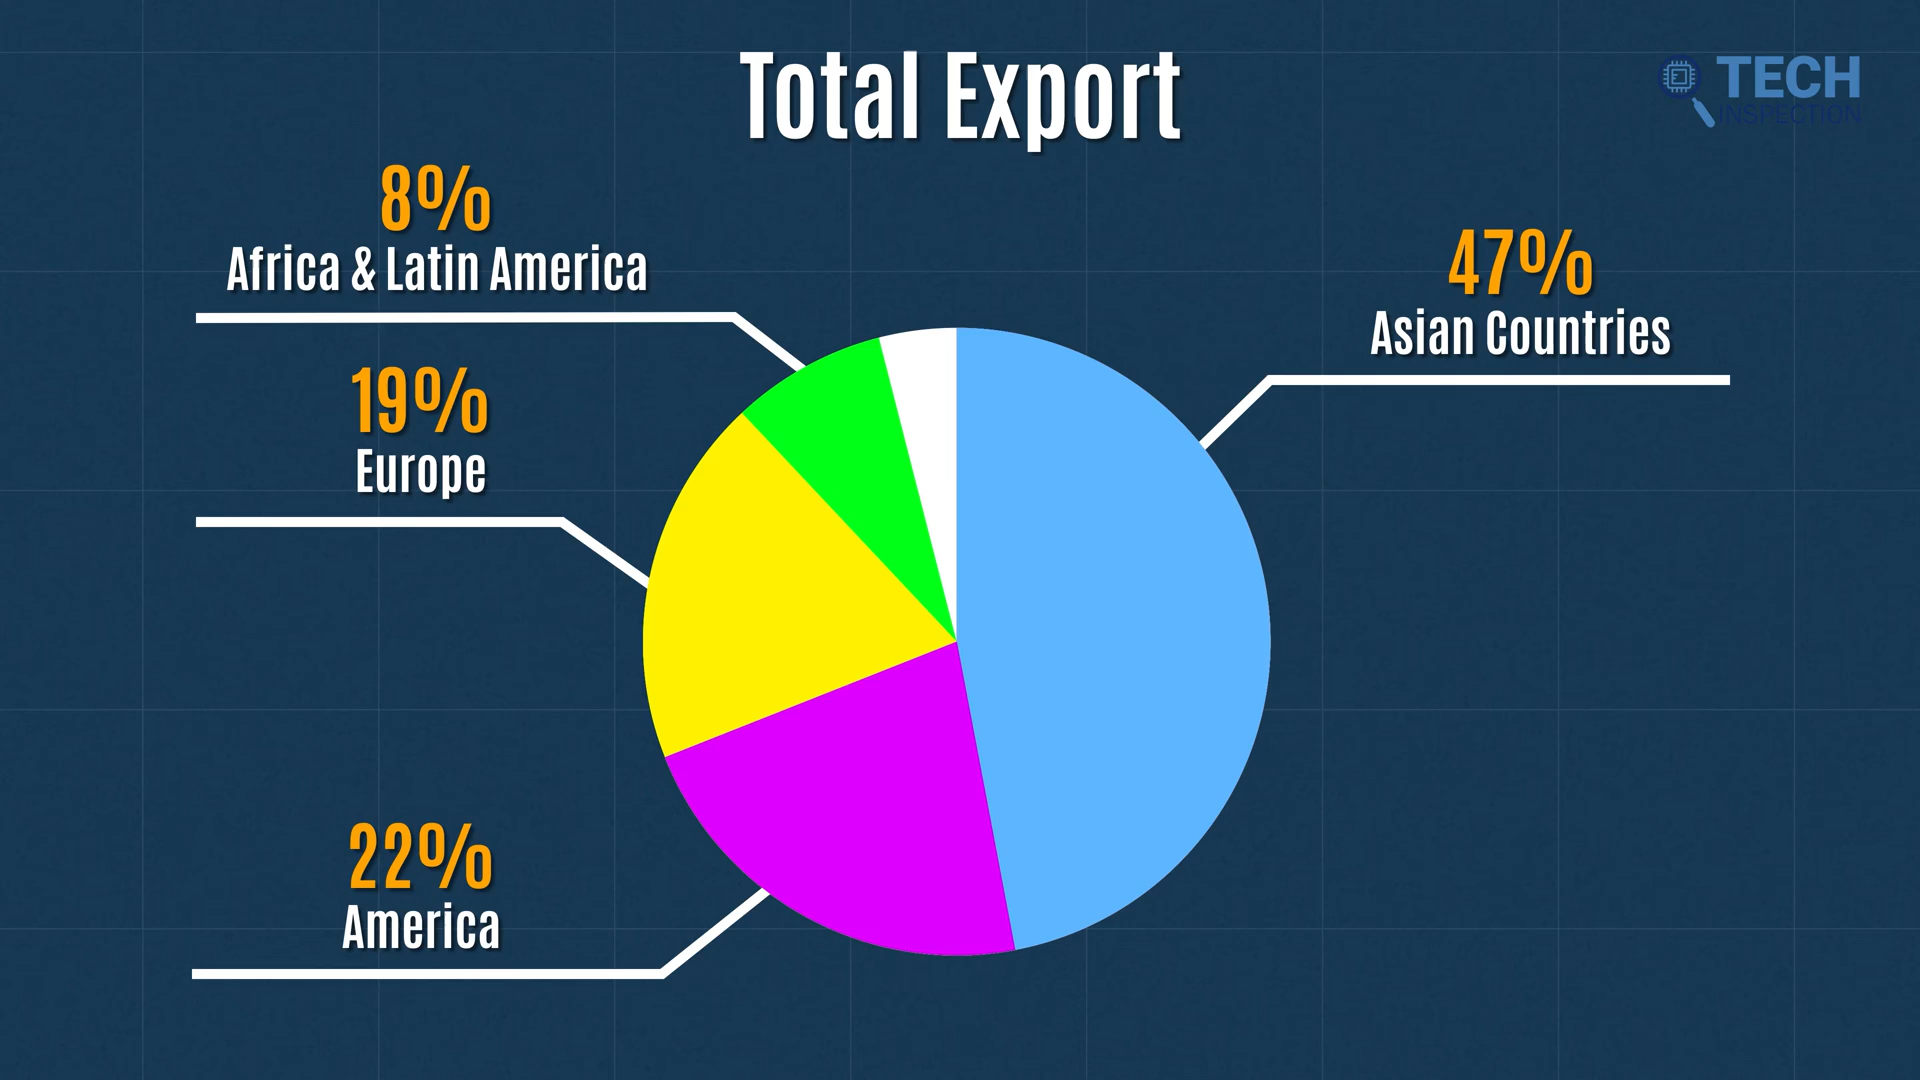 Total Export
TECH
INSPECTION
8%
Africa & Latin America
47%
Asian Countries
19%
Europe
22%
America